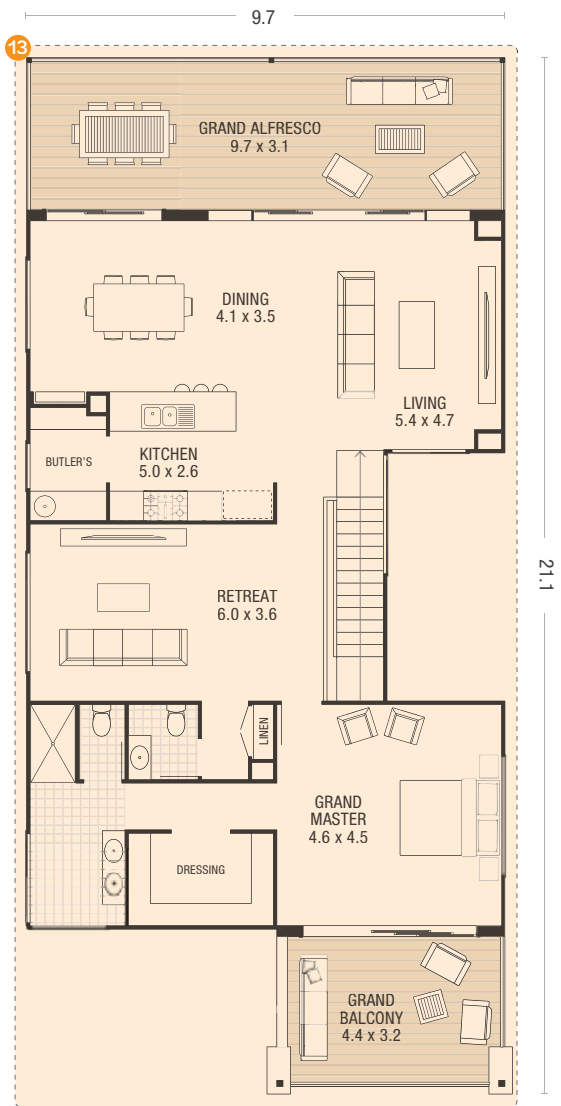 9.7
13
GRAND ALFRESCO
9.7 x 3.1
DINING
4.1 x 3.5
LIVING
5.4 x 4.7
BUTLER'S
KITCHEN
5.0 x 2.6
21.1
RETREAT
6.0 x 3.6
LINEN
GRAND
MASTER
4.6 x 4.5
DRESSING
GRAND
BALCONY
4.4 x 3.2